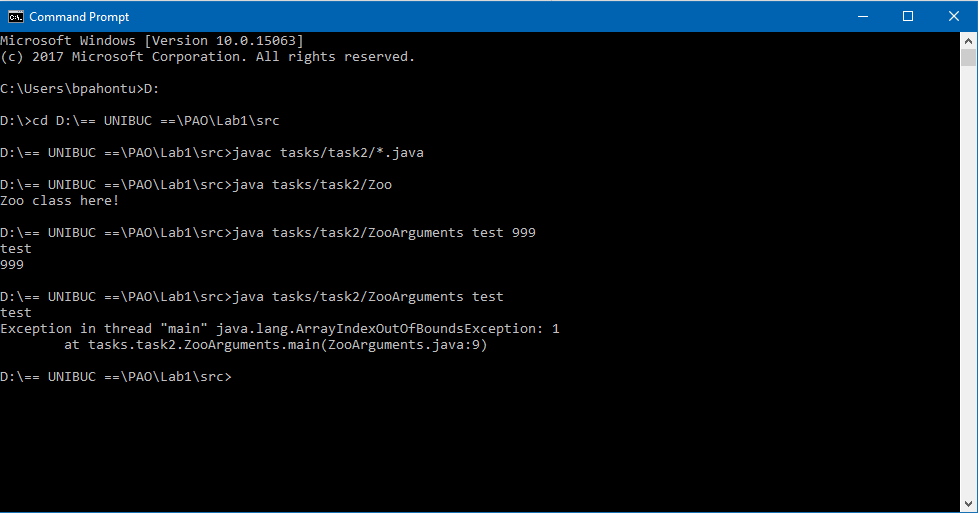 Command Prompt
Microsoft Windows [Version 10.0.15063]
(c) 2017 Microsoft Corporation. All rights reserved.
C:\Users\bpahontu>D:
D:\>cd D:\== UNIBUC ==\PAO\Lab1\src
D:\== UNIBUC ==\PAO\Lab1\src>javac tasks/task2/*.java
D:\== UNIBUC ==\PAO\Lab1\src>java tasks/task2/Zoo
Zoo class here!
D:\== UNIBUC ==\PAO\Lab1\src>java tasks/task2/ZooArguments test 999
test
999
D:\== UNIBUC ==\PAO\Lab1\src>java tasks/task2/ZooArguments test
test
Exception in thread "main" java.lang.ArrayIndexOutOfBoundsException: 1
        at tasks.task2.ZooArguments.main(ZooArguments.java:9)
D:\== UNIBUC ==\PAO\Lab1\src>